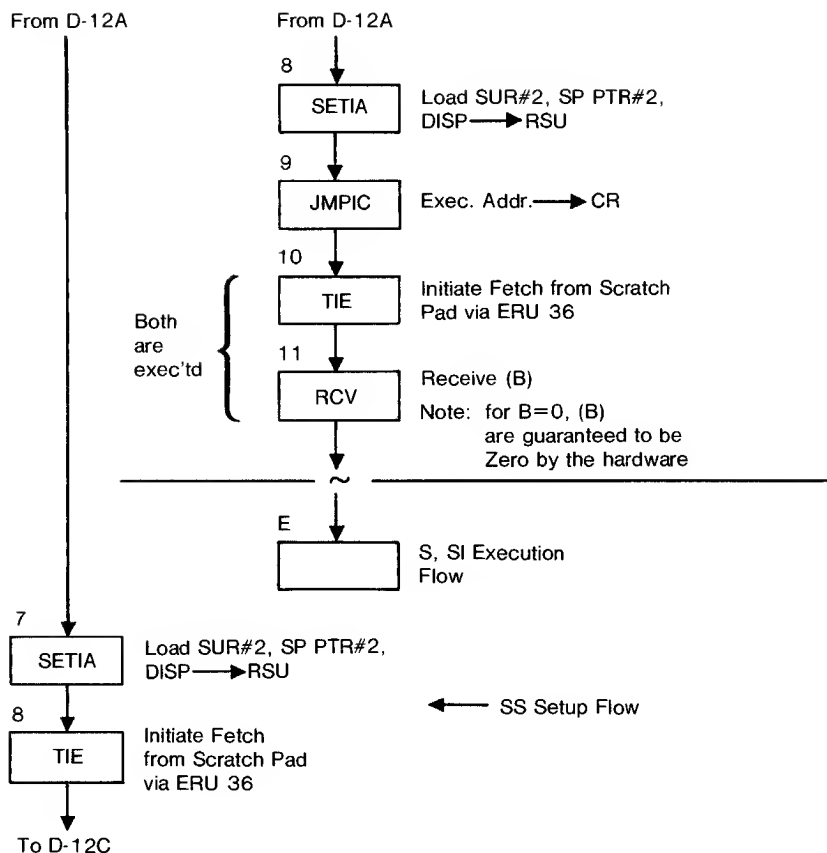 From D-12A
From D-12A
8
SETIA
Load SUR#2, SP PTR#2,
DISP → RSU
9
JMPIC
Exec. Addr. → CR
10
TIE
Initiate Fetch from Scratch
Pad via ERU 36
Both
are
exec'td
11
RCV
Receive (B)
Note: for B=0, (B)
are guaranteed to be
Zero by the hardware
~
E
S, SI Execution
Flow
7
SETIA
Load SUR#2, SP PTR#2,
DISP → RSU
← SS Setup Flow
8
TIE
Initiate Fetch
from Scratch Pad
via ERU 36
To D-12C